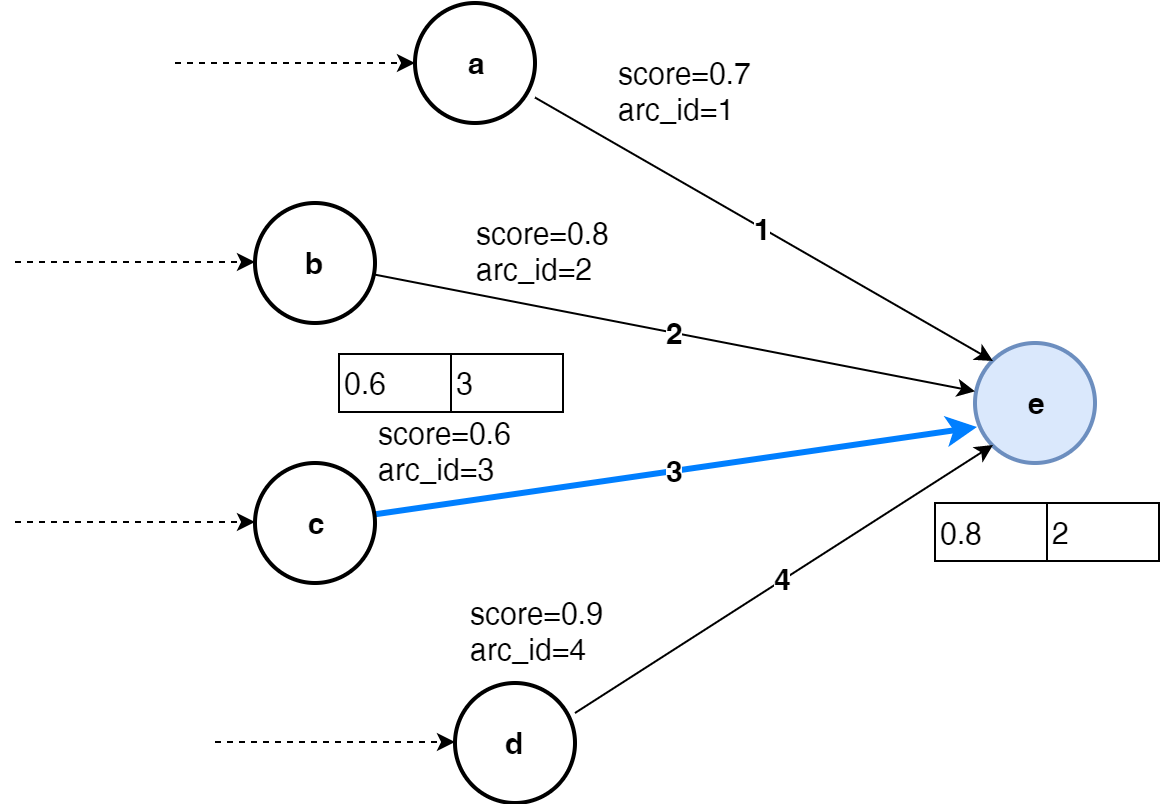 a
score=0.7
arc_id=1
1
b
score=0.8
arc_id=2
2
0.6 3
score=0.6
arc_id=3
3
c
e
0.8 2
4
score=0.9
arc_id=4
d